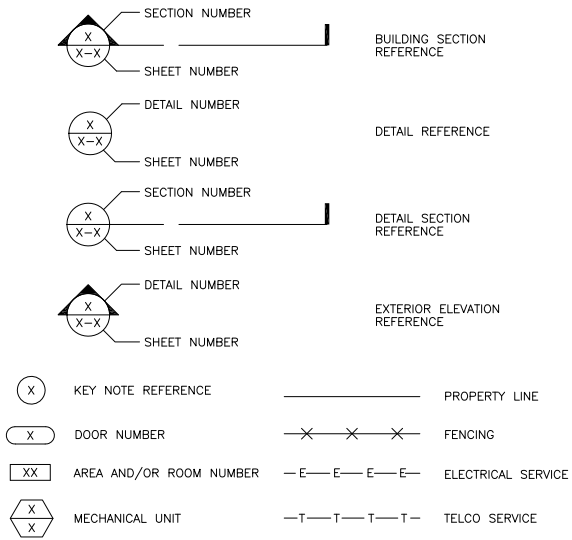 SECTION NUMBER
X
X-X
SHEET NUMBER
BUILDING SECTION
REFERENCE
DETAIL NUMBER
X
X-X
SHEET NUMBER
DETAIL REFERENCE
SECTION NUMBER
X
X-X
SHEET NUMBER
DETAIL SECTION
REFERENCE
DETAIL NUMBER
X
X-X
SHEET NUMBER
EXTERIOR ELEVATION
REFERENCE
X KEY NOTE REFERENCE
PROPERTY LINE
X DOOR NUMBER
X X X FENCING
XX AREA AND/OR ROOM NUMBER
E E E E ELECTRICAL SERVICE
X
X
MECHANICAL UNIT
T T T T TELCO SERVICE